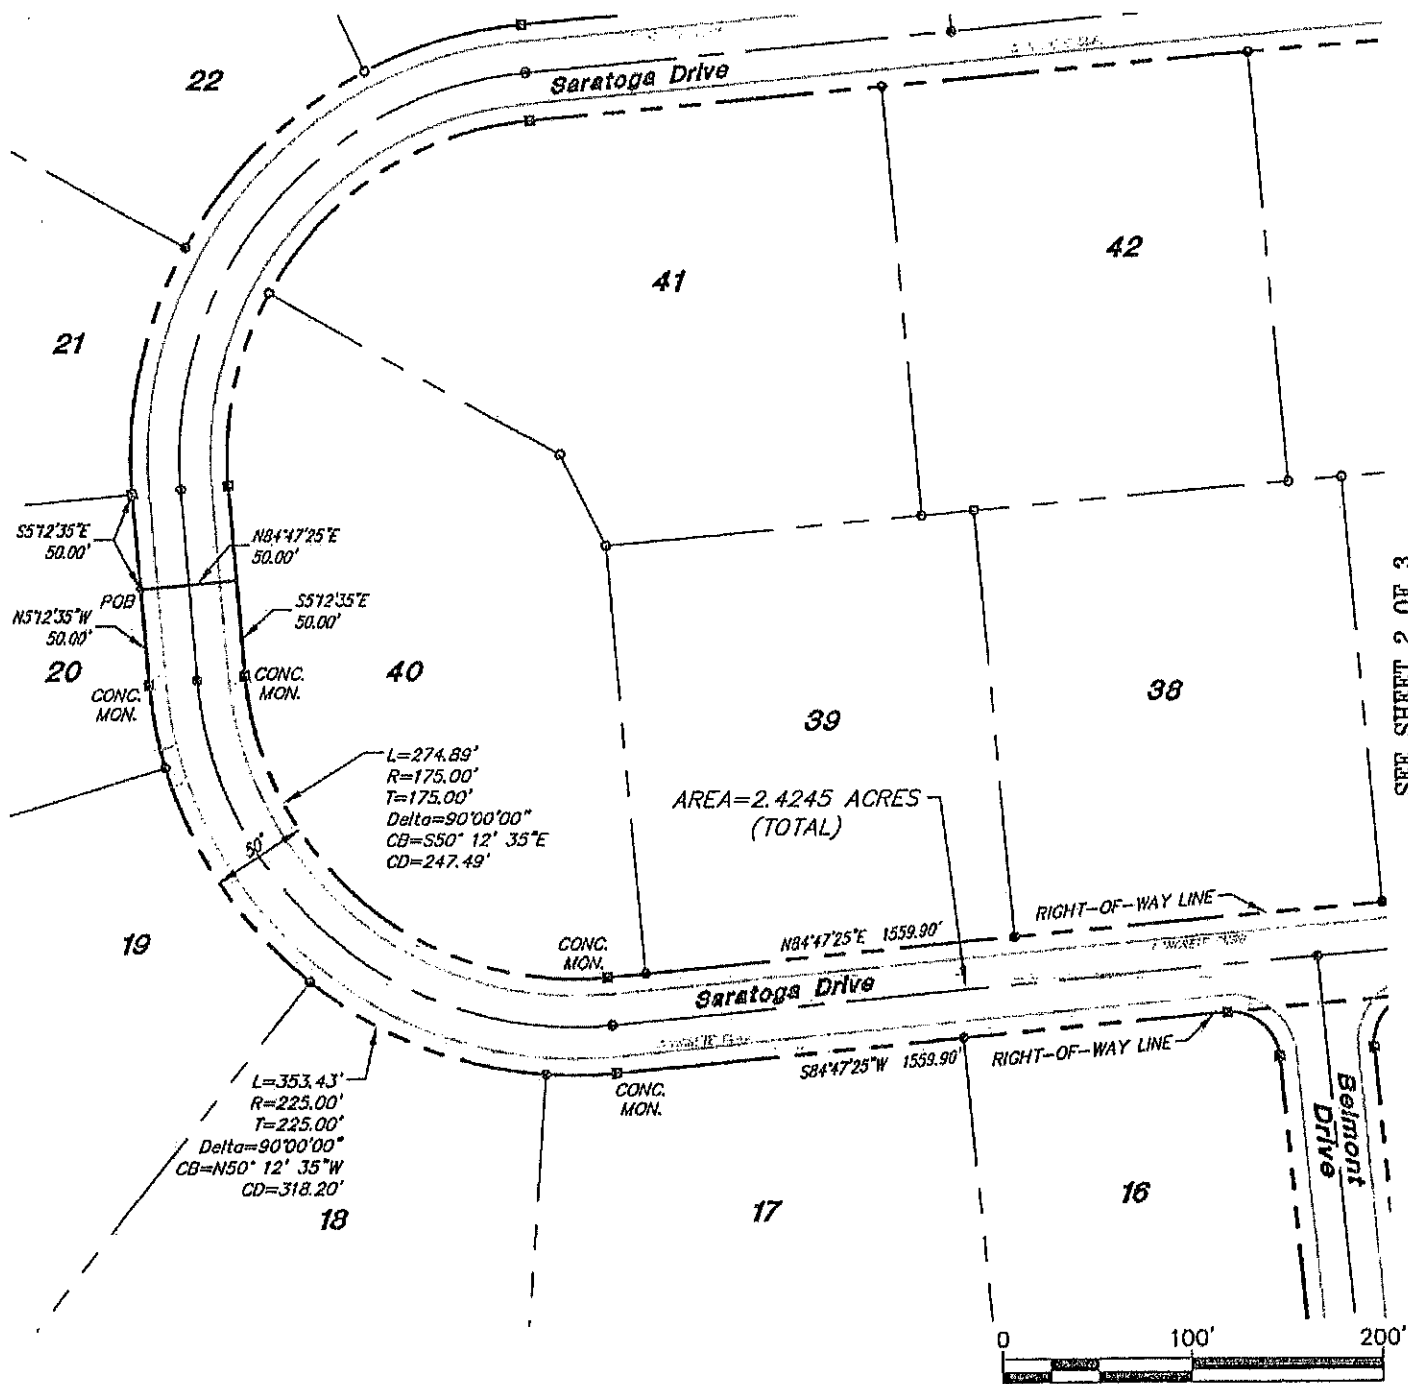 22
Saratoga Drive
42
41
21
S5°12'35"E
50.00'
N84°47'25"E
50.00'
POB
S5°12'35"E
50.00'
N5°12'35"W
50.00'
20
CONC.
MON.
CONC.
MON.
40
38
39
SEE SHEET 2 OF 3
L=274.89'
R=175.00'
T=175.00'
Delta=90°00'00"
CB=S50° 12' 35"E
CD=247.49'
AREA=2.4245 ACRES
(TOTAL)
50'
19
RIGHT-OF-WAY LINE
CONC.
MON.
N84°47'25"E 1559.90'
Saratoga Drive
S84°47'25"W 1559.90'
RIGHT-OF-WAY LINE
CONC.
MON.
L=353.43'
R=225.00'
T=225.00'
Delta=90°00'00"
CB=N50° 12' 35"W
CD=318.20'
Belmont
Drive
18
17
16
0 100' 200'